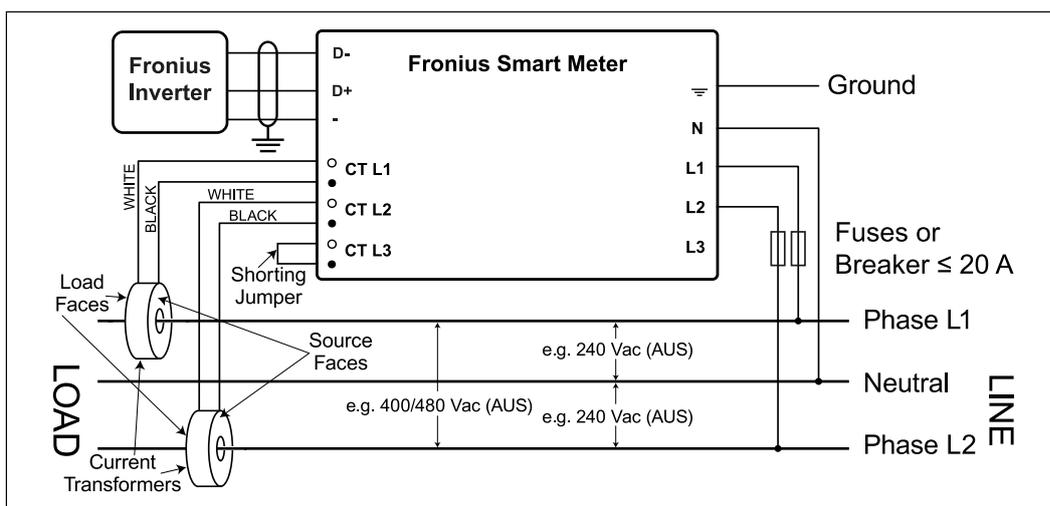 Fronius
Inverter
D-
D+
-
Fronius Smart Meter
Ground
N
L1
L2
L3
CT L1
CT L2
CT L3
WHITE
BLACK
WHITE
BLACK
Shorting
Jumper
Fuses or
Breaker ≤ 20 A
Load
Faces
Source
Faces
Phase L1
e.g. 240 Vac (AUS)
Neutral
e.g. 400/480 Vac (AUS)
e.g. 240 Vac (AUS)
Phase L2
LOAD
LINE
Current
Transformers